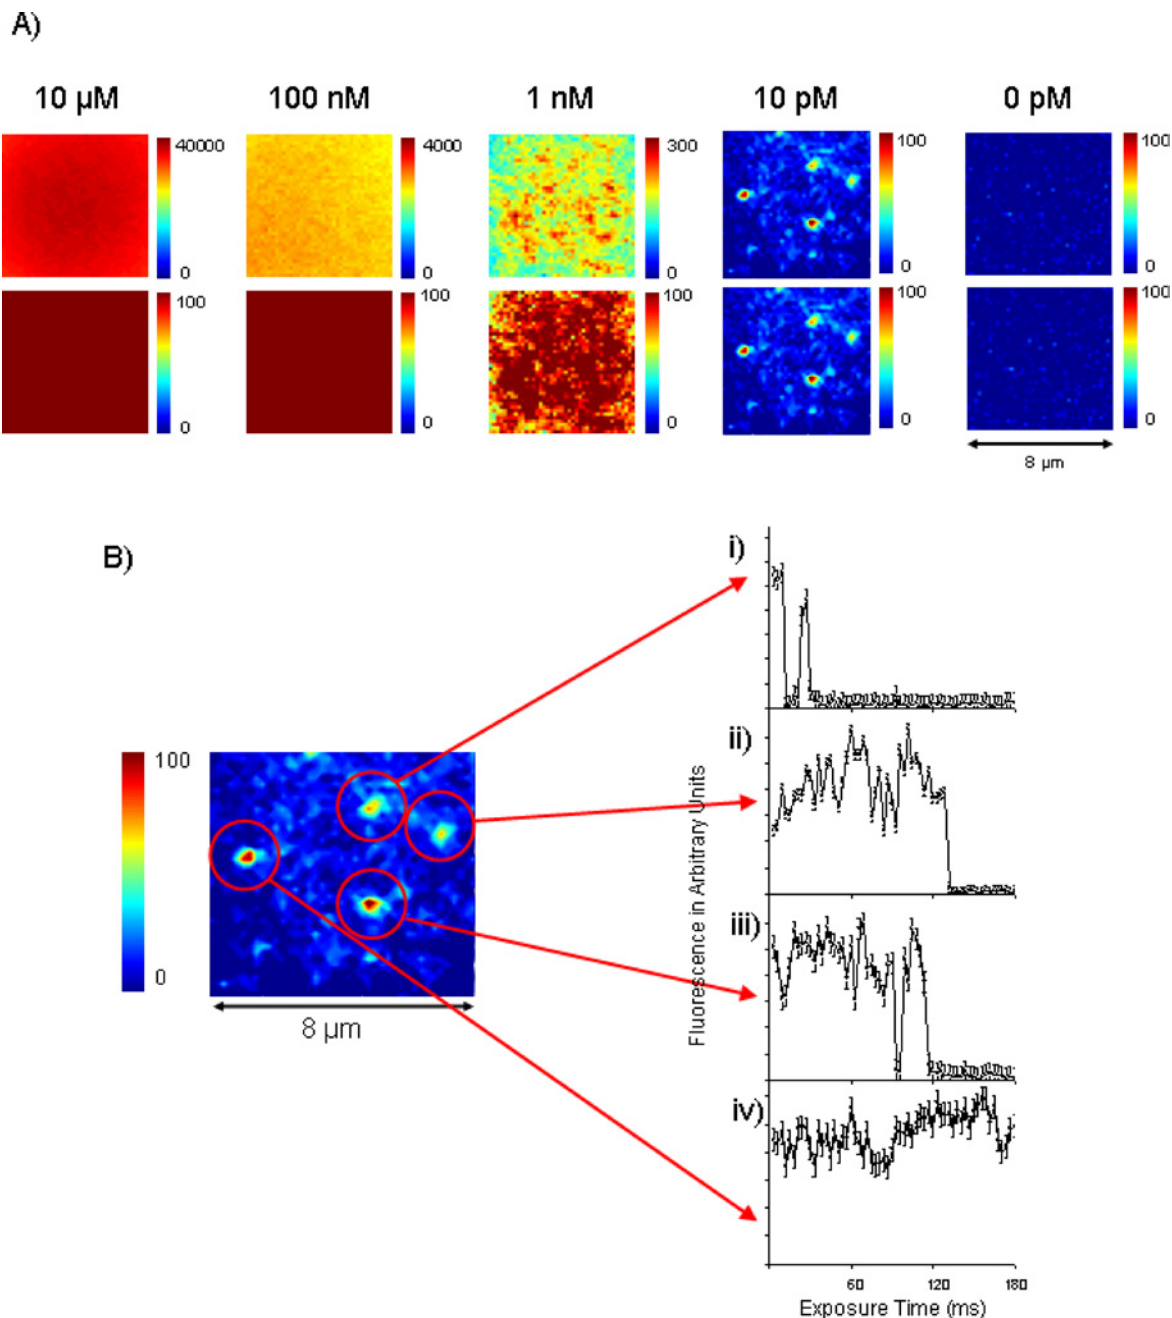 A)
10 µM 100 nM 1 nM 10 pM 0 pM
40000 4000 300 100 100
0 0 0 0 0
100 100 100 100 100
0 0 0 0 0
8 µm
B)
100
0
8 µm
i)
ii)
iii)
iv)
Fluorescence in Arbitrary Units
60 120 180
Exposure Time (ms)